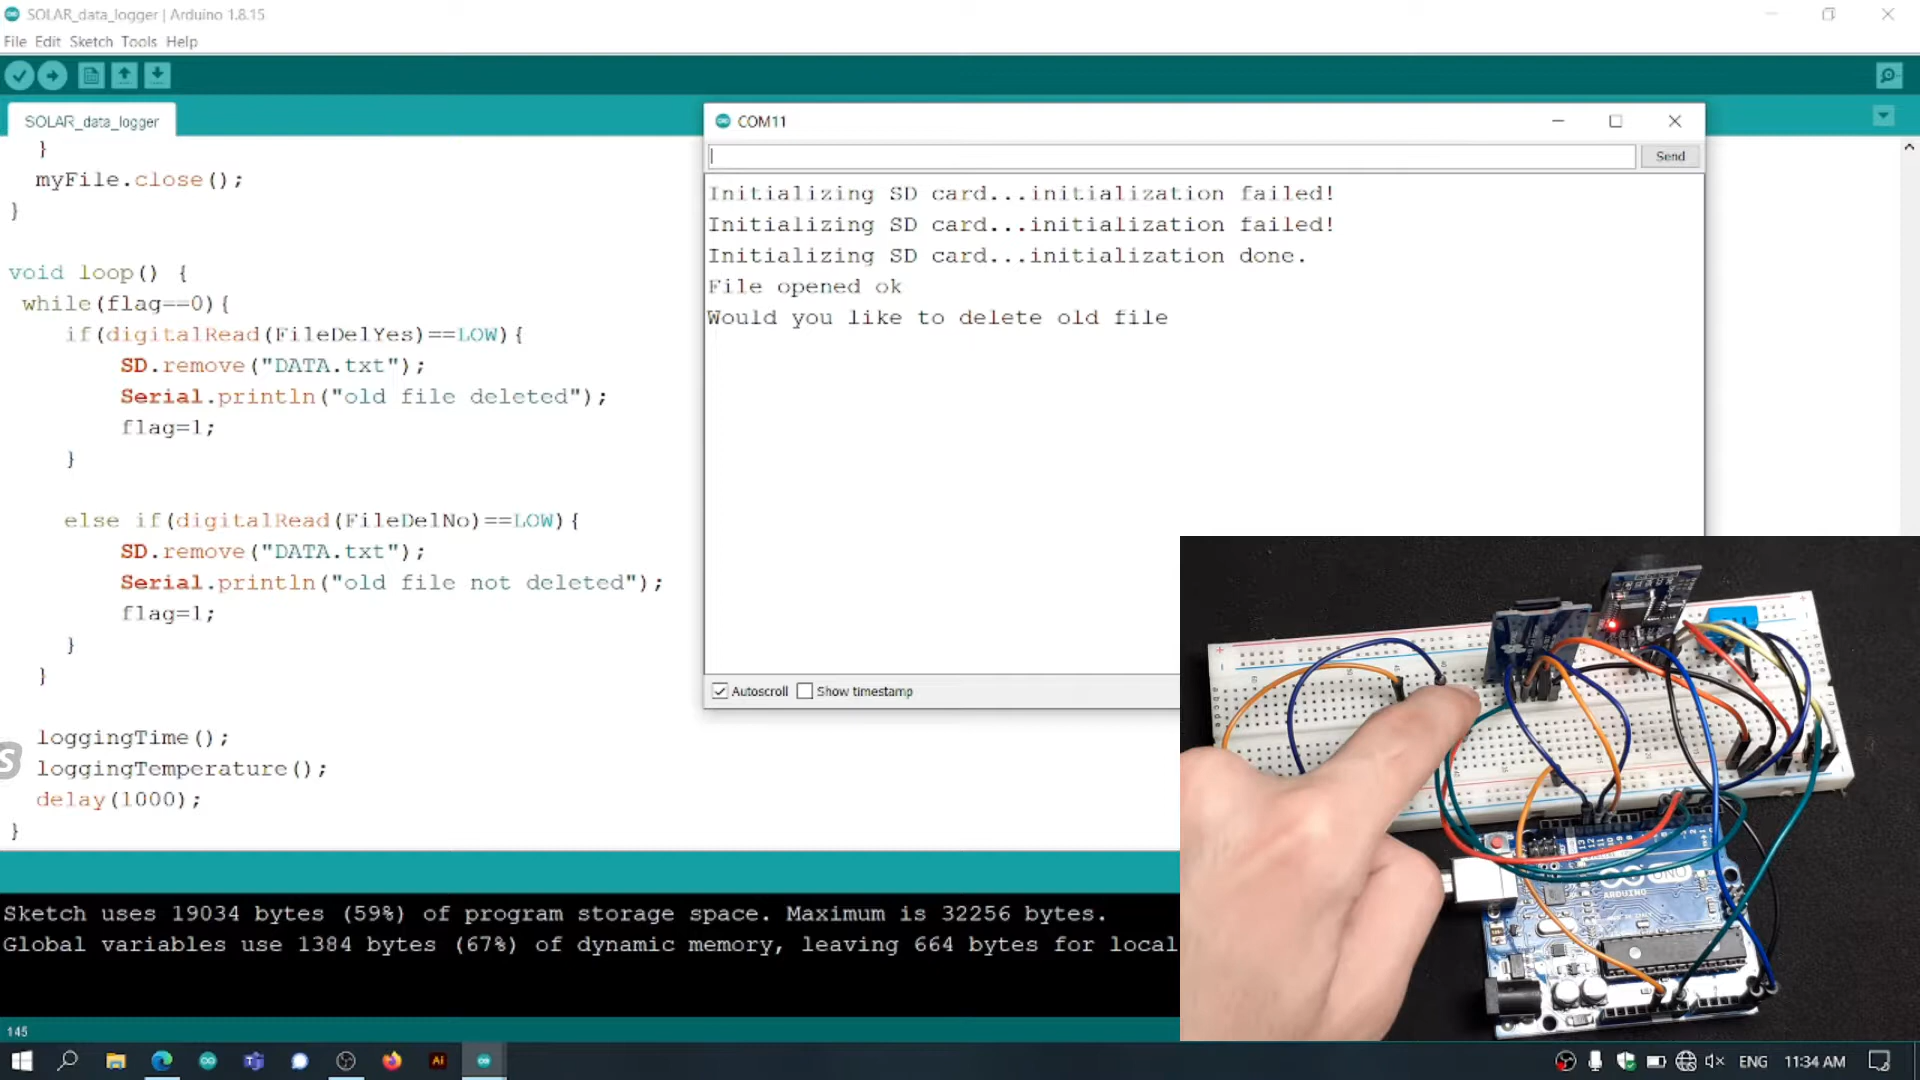 SOLAR_data_logger | Arduino 1.8.15
File Edit Sketch Tools Help
SOLAR_data_logger
}
myFile.close();
}
void loop() {
while(flag==0){
if(digitalRead(FileDelYes)==LOW){
SD.remove("DATA.txt");
Serial.println("old file deleted");
flag=1;
}
else if(digitalRead(FileDelNo)==LOW){
SD.remove("DATA.txt");
Serial.println("old file not deleted");
flag=1;
}
}
loggingTime();
loggingTemperature();
delay(1000);
}
COM11
Send
Initializing SD card...initialization failed!
Initializing SD card...initialization failed!
Initializing SD card...initialization done.
File opened ok
Would you like to delete old file
Autoscroll Show timestamp
Sketch uses 19034 bytes (59%) of program storage space. Maximum is 32256 bytes.
Global variables use 1384 bytes (67%) of dynamic memory, leaving 664 bytes for local
UNO
ARDUINO
145
Ai
ENG 11:34 AM